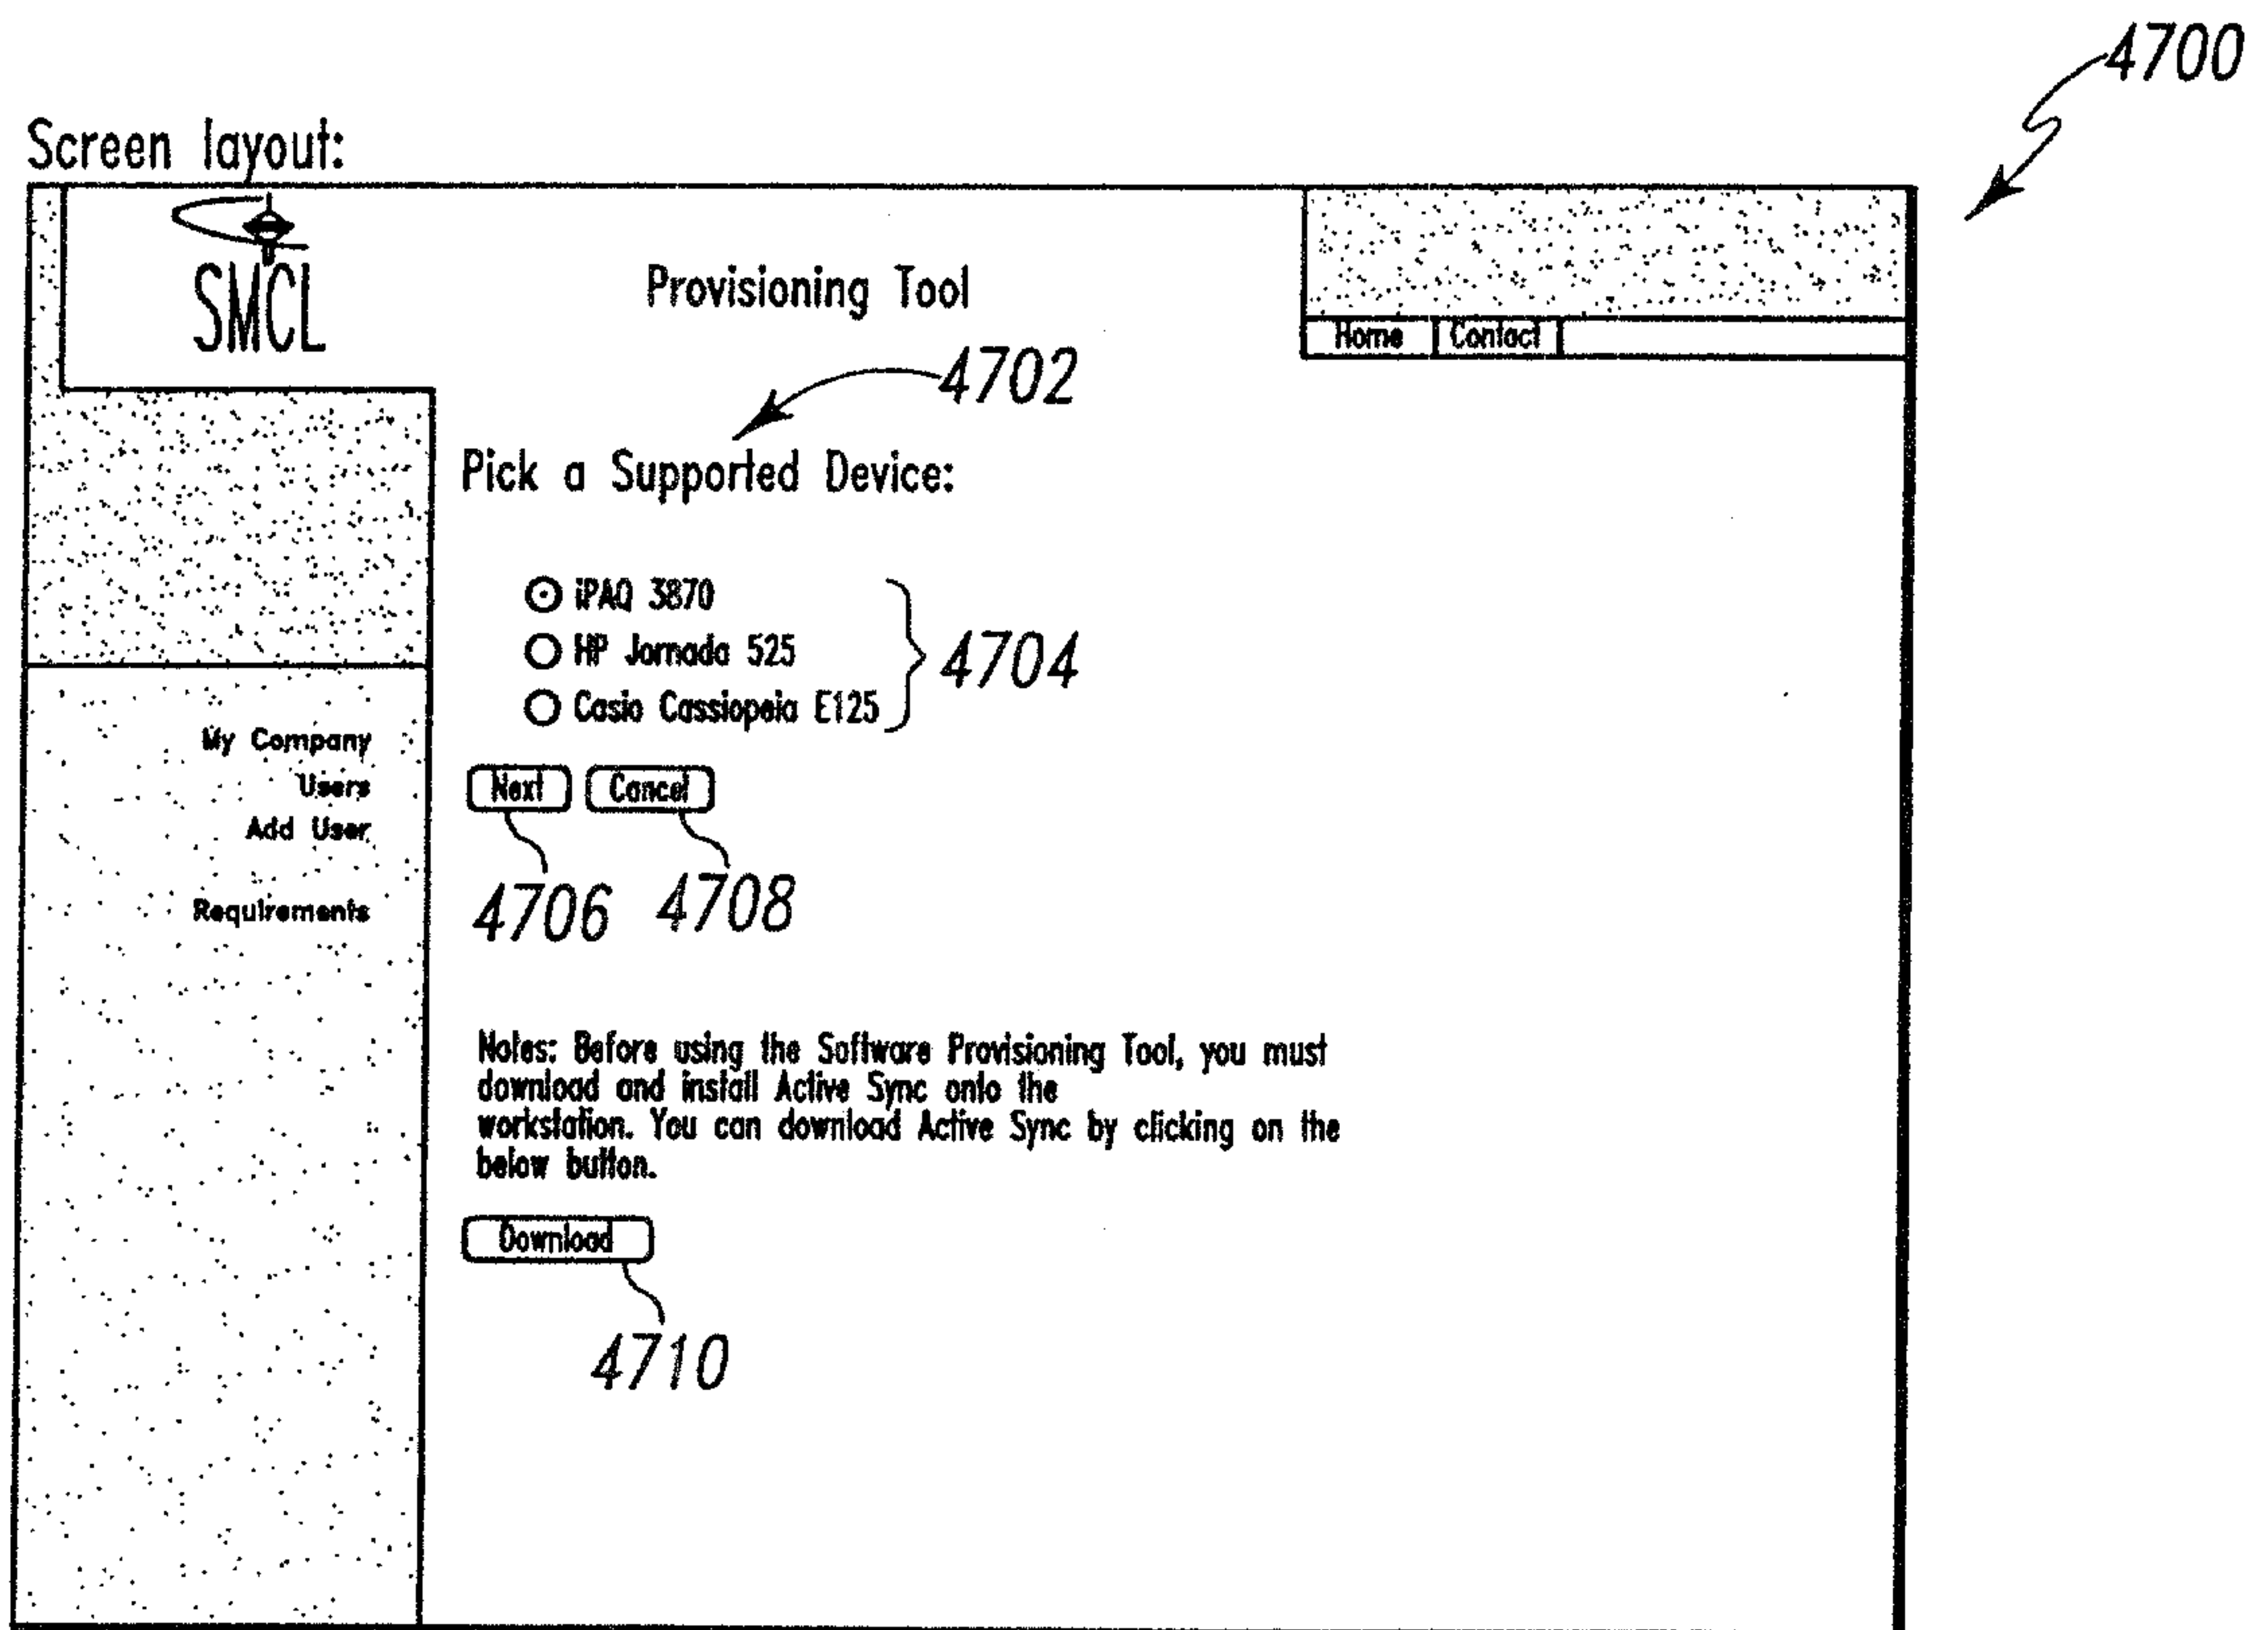 4700
Screen layout:
SMCL
Provisioning Tool
Home
Contact
4702
Pick a Supported Device:
iPAQ 3870
HP Jornada 525
Casio Cassiopeia E125
4704
My Company
Users
Add User
Requirements
Next
Cancel
4706
4708
Notes: Before using the Software Provisioning Tool, you must
download and install Active Sync onto the
workstation. You can download Active Sync by clicking on the
below button.
Download
4710